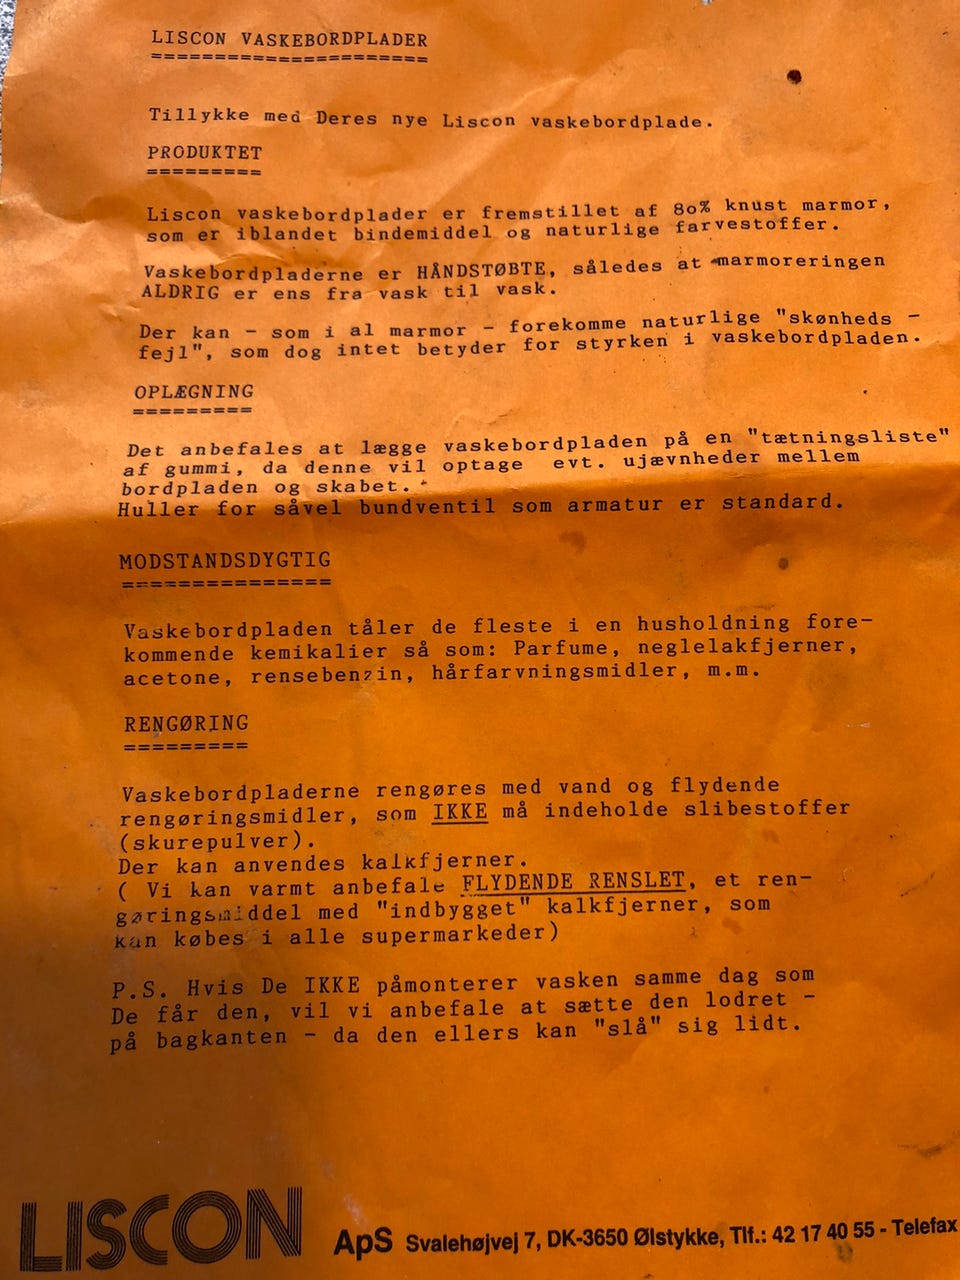 LISCON VASKEBORDPLADER
======================
Tillykke med Deres nye Liscon vaskebordplade.
PRODUKTET
=========
Liscon vaskebordplader er fremstillet af 80% knust marmor,
som er iblandet bindemiddel og naturlige farvestoffer.
Vaskebordpladerne er HÅNDSTØBTE, således at marmoreringen
ALDRIG er ens fra vask til vask.
Der kan - som i al marmor - forekomme naturlige "skønheds -
fejl", som dog intet betyder for styrken i vaskebordpladen.
OPLÆGNING
=========
Det anbefales at lægge vaskebordpladen på en "tætningsliste"
af gummi, da denne vil optage evt. ujævnheder mellem
bordpladen og skabet.
Huller for såvel bundventil som armatur er standard.
MODSTANDSDYGTIG
===============
Vaskebordpladen tåler de fleste i en husholdning fore-
kommende kemikalier så som: Parfume, neglelakfjerner,
acetone, rensebenzin, hårfarvningsmidler, m.m.
RENGØRING
=========
Vaskebordpladerne rengøres med vand og flydende
rengøringsmidler, som IKKE må indeholde slibestoffer
(skurepulver).
Der kan anvendes kalkfjerner.
( Vi kan varmt anbefale FLYDENDE RENSLET, et ren-
gøringsmiddel med "indbygget" kalkfjerner, som
kan købes i alle supermarkeder)
P.S. Hvis De IKKE påmonterer vasken samme dag som
De får den, vil vi anbefale at sætte den lodret -
på bagkanten - da den ellers kan "slå" sig lidt.
LISCON ApS Svalehøjvej 7, DK-3650 Ølstykke, Tlf.: 42 17 40 55 - Telefax